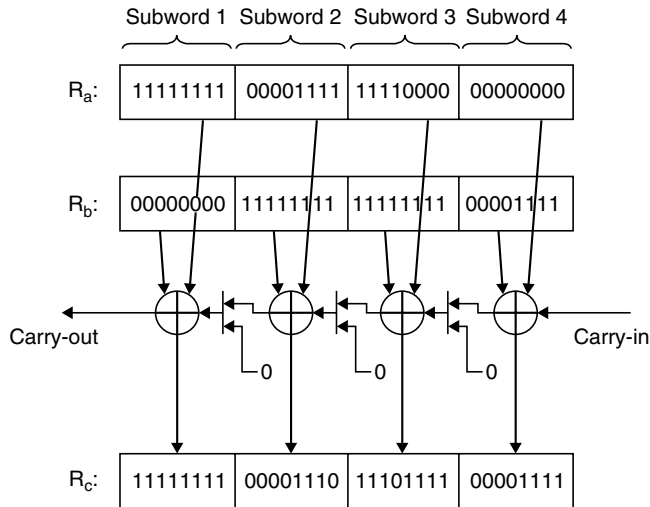 Subword 1 Subword 2 Subword 3 Subword 4
Ra: 11111111 00001111 11110000 00000000
Rb: 00000000 11111111 11111111 00001111
Carry-out Carry-in
0 0 0
Rc: 11111111 00001110 11101111 00001111